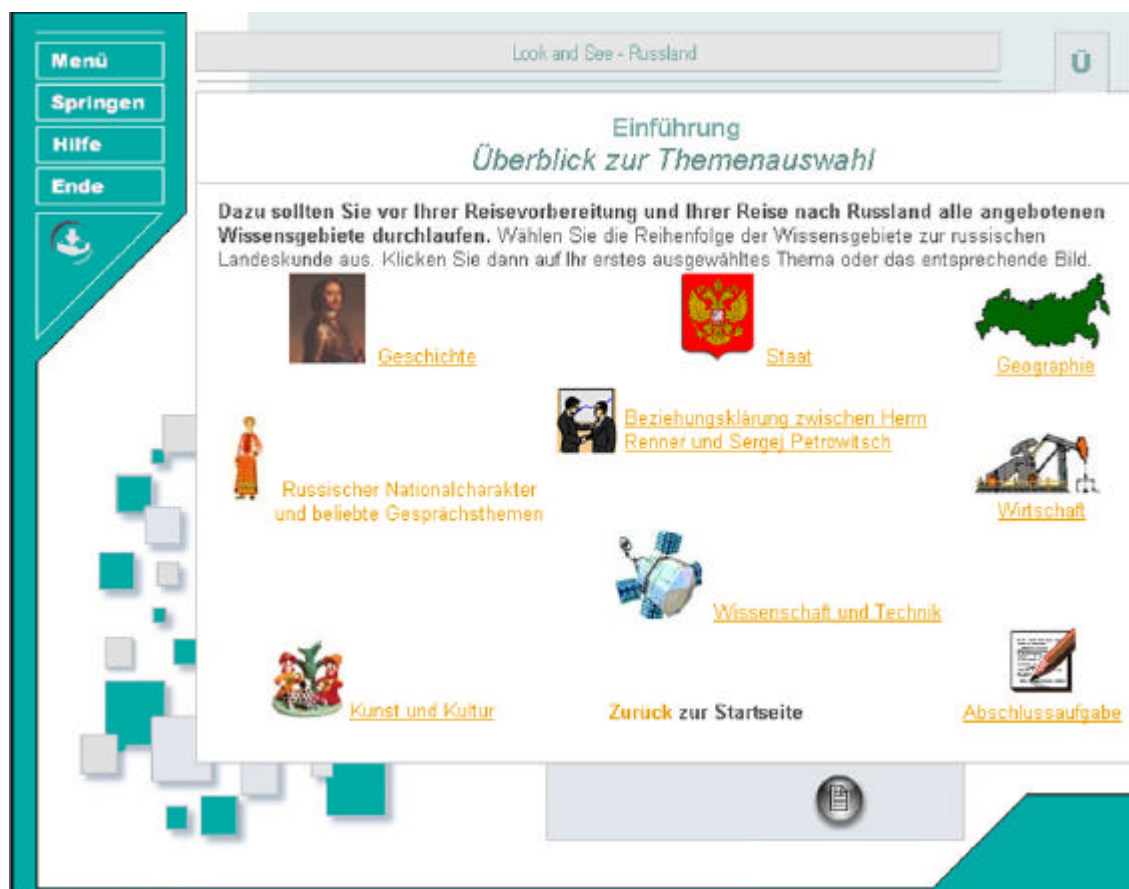 Menü
Springen
Hilfe
Ende
Look and See - Russland
Ü
Einführung
Überblick zur Themenauswahl
Dazu sollten Sie vor Ihrer Reisevorbereitung und Ihrer Reise nach Russland alle angebotenen
Wissensgebiete durchlaufen. Wählen Sie die Reihenfolge der Wissensgebiete zur russischen
Landeskunde aus. Klicken Sie dann auf Ihr erstes ausgewähltes Thema oder das entsprechende Bild.
Geschichte
Staat
Geographie
Beziehungsklärung zwischen Herrn
Renner und Sergej Petrowitsch
Russischer Nationalcharakter
und beliebte Gesprächsthemen
Wirtschaft
Wissenschaft und Technik
Kunst und Kultur
Zurück zur Startseite
Abschlussaufgabe